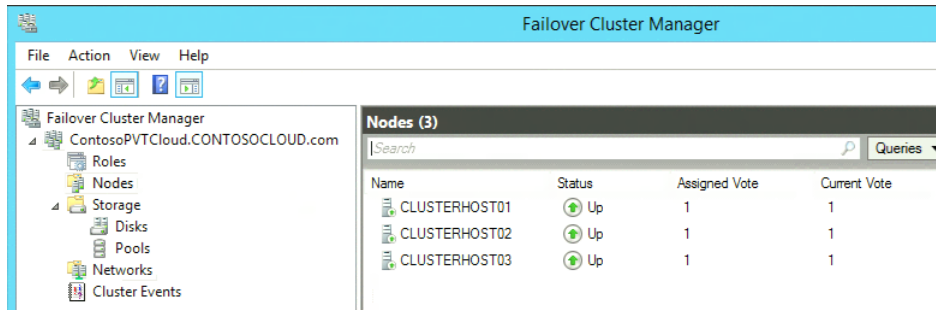 Failover Cluster Manager
File Action View Help
Failover Cluster Manager
ContosoPVTCloud.CONTOSOCLOUD.com
Roles
Nodes
Storage
Disks
Pools
Networks
Cluster Events
Nodes (3)
Search Queries
Name Status Assigned Vote Current Vote
CLUSTERHOST01 Up 1 1
CLUSTERHOST02 Up 1 1
CLUSTERHOST03 Up 1 1